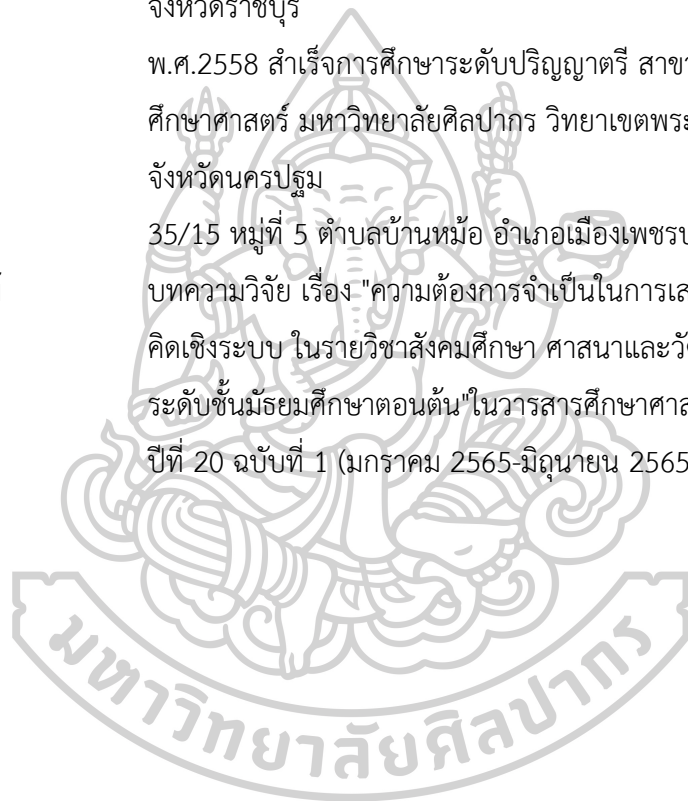 จังหวัดราชบุรี
พ.ศ.2558 สำเร็จการศึกษาระดับปริญญาตรี
ศึกษาศาสตร์ มหาวิทยาลัยศิลปากร วิทยาเขตพระ
จังหวัดนครปฐม
35/15 หมู่ที่ 5 ตำบลบ้านหม้อ อำเภอเมืองเพชรบ
บทความวิจัย เรื่อง "ความต้องการจำเป็นในการเส
คิดเชิงระบบ ในรายวิชาสังคมศึกษา ศาสนาและวั
ระดับชั้นมัธยมศึกษาตอนต้น"ในวารสารศึกษาศาส
ปีที่ 20 ฉบับที่ 1 (มกราคม 2565-มิถุนายน 2565
มหาวิทยาลัยศิลปากร